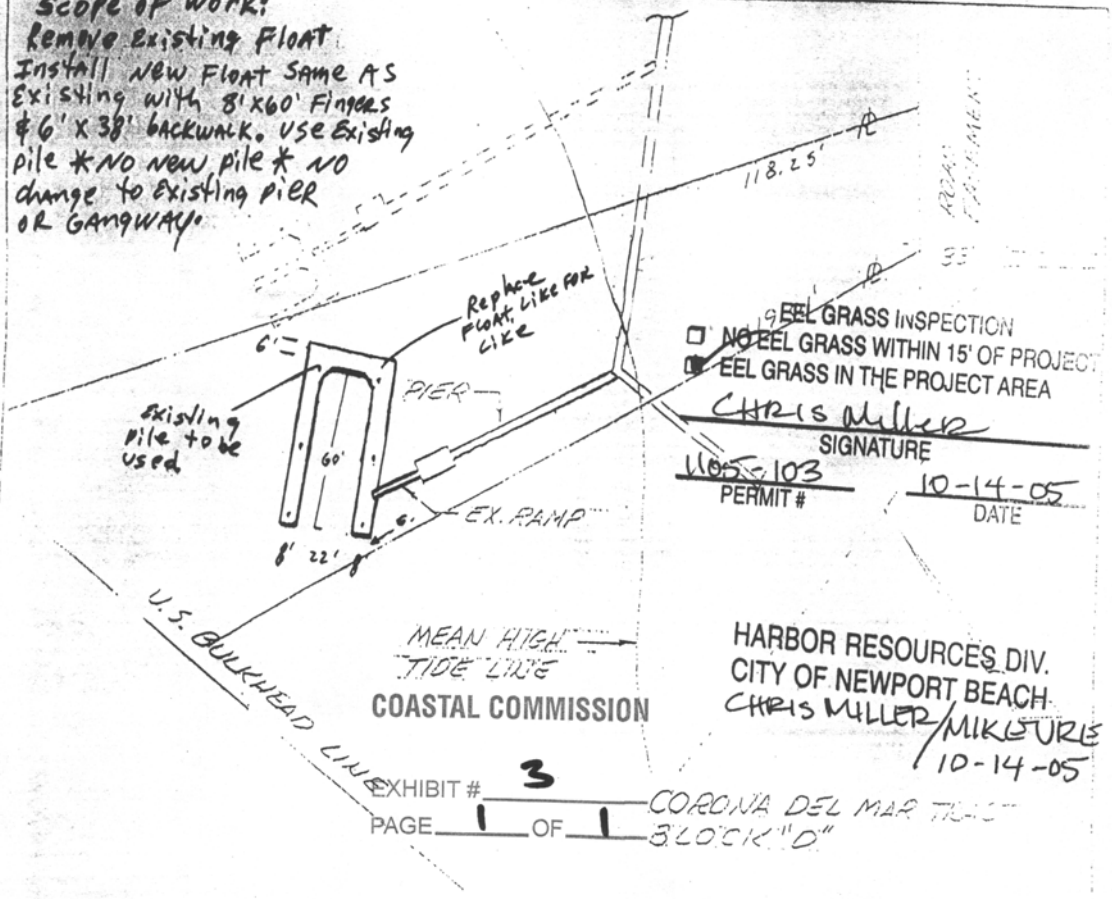 Scope of Work:
Remove Existing Float
Install New Float Same As
Existing with 8'x60' Fingers
& 6' x 38' backwalk. Use Existing
pile * No new pile * No
change to Existing Pier
OR Gangway.
118.25'
33'
Replace
Float Like For
Like
6'
Existing
pile to be
used
60'
PIER
EX. RAMP
6'
8' 22' 8'
EEL GRASS INSPECTION
NO EEL GRASS WITHIN 15' OF PROJECT
EEL GRASS IN THE PROJECT AREA
CHRIS Miller
SIGNATURE
1105-103
PERMIT #
10-14-05
DATE
U.S. BULKHEAD LINE
MEAN HIGH
TIDE LINE
COASTAL COMMISSION
HARBOR RESOURCES DIV.
CITY OF NEWPORT BEACH
CHRIS MILLER/MIKE URE
10-14-05
EXHIBIT # 3
PAGE 1 OF 1
CORONA DEL MAR TRACT
BLOCK "D"